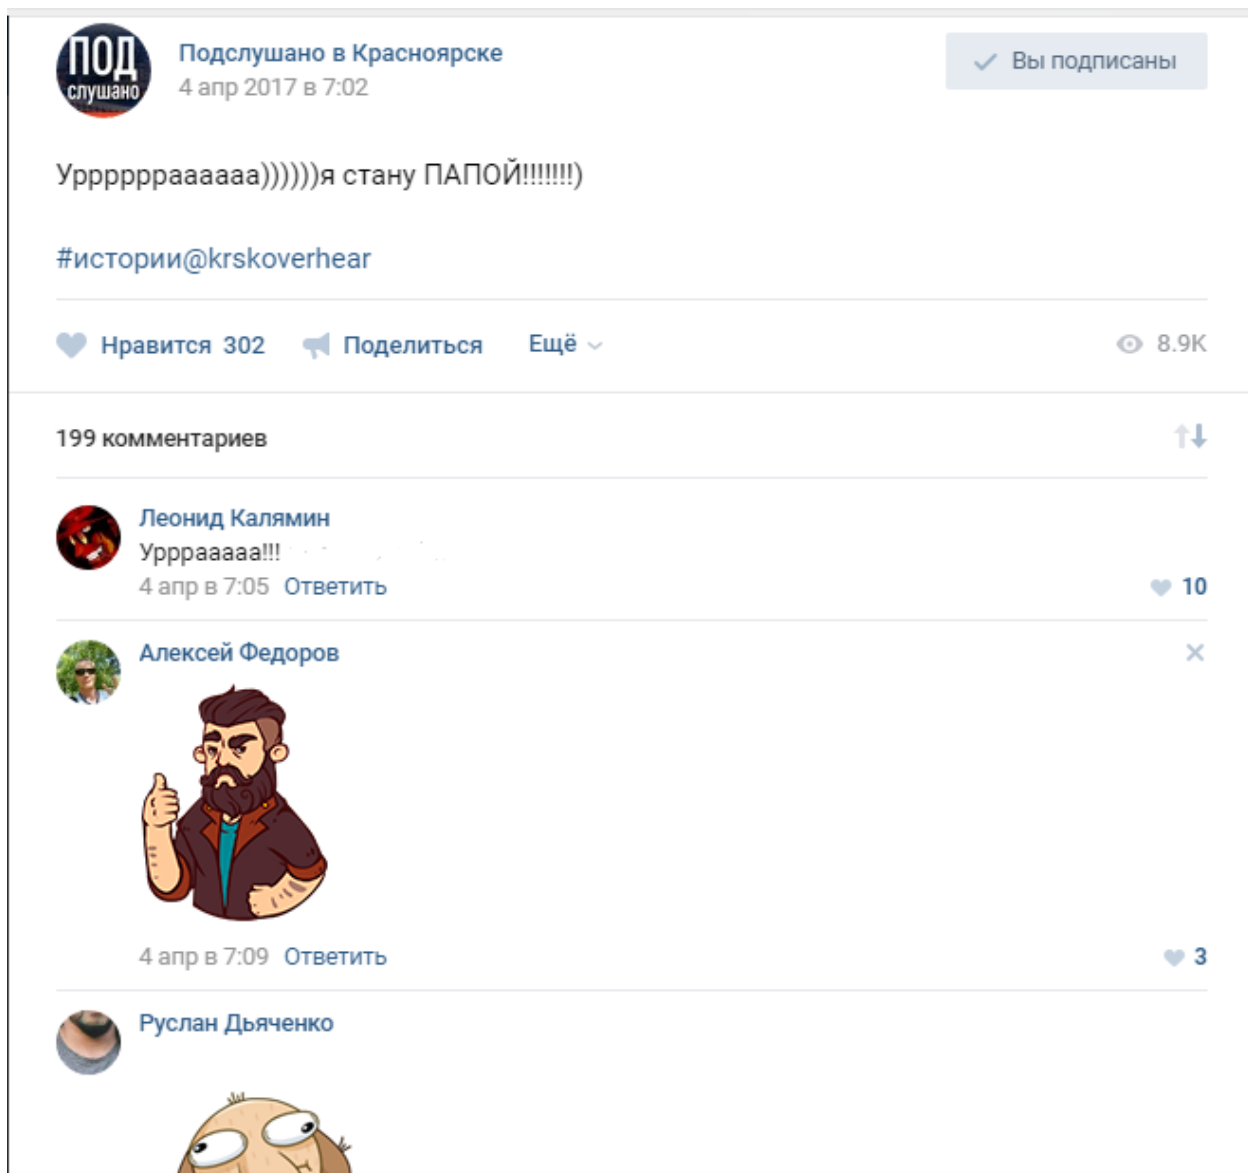 ПОД
слушано
Подслушано в Красноярске
4 апр 2017 в 7:02
Вы подписаны
Уррррррaaaaaa))))))я стану ПАПОЙ!!!!!!!)
#истории@krskoverhear
Нравится 302
Поделиться
Ещё
8.9K
199 комментариев
Леонид Калямин
Урррааааа!!!
4 апр в 7:05 Ответить
10
Алексей Федоров
4 апр в 7:09 Ответить
3
Руслан Дьяченко